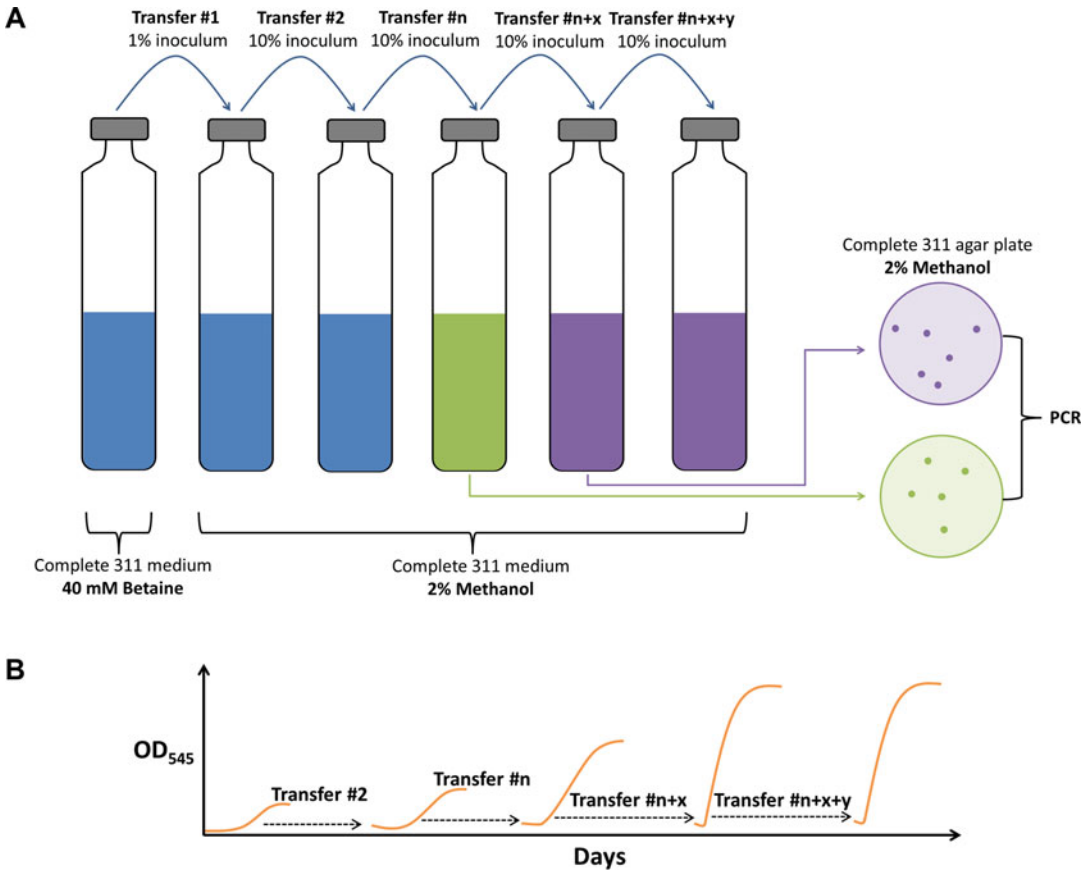 A
Transfer #1
1% inoculum
Transfer #2
10% inoculum
Transfer #n
10% inoculum
Transfer #n+x
10% inoculum
Transfer #n+x+y
10% inoculum
Complete 311 agar plate
2% Methanol
PCR
Complete 311 medium
40 mM Betaine
Complete 311 medium
2% Methanol
B
OD545
Transfer #2
Transfer #n
Transfer #n+x
Transfer #n+x+y
Days